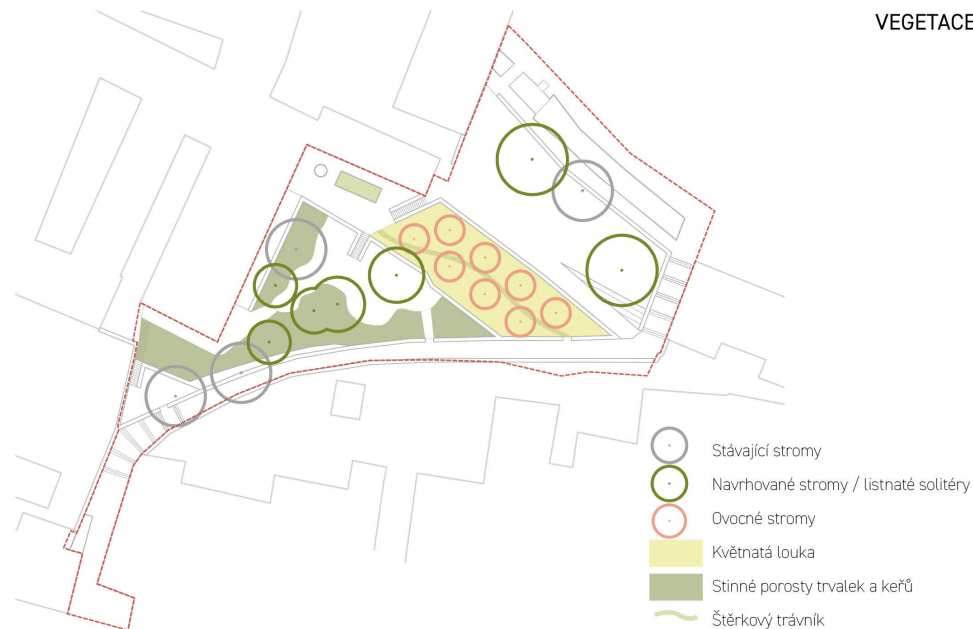 VEGETACE
Stávající stromy
Navrhované stromy / listnaté solitéry
Ovocné stromy
Květnatá louka
Stinné porosty trvalek a keřů
Štěrkový trávník